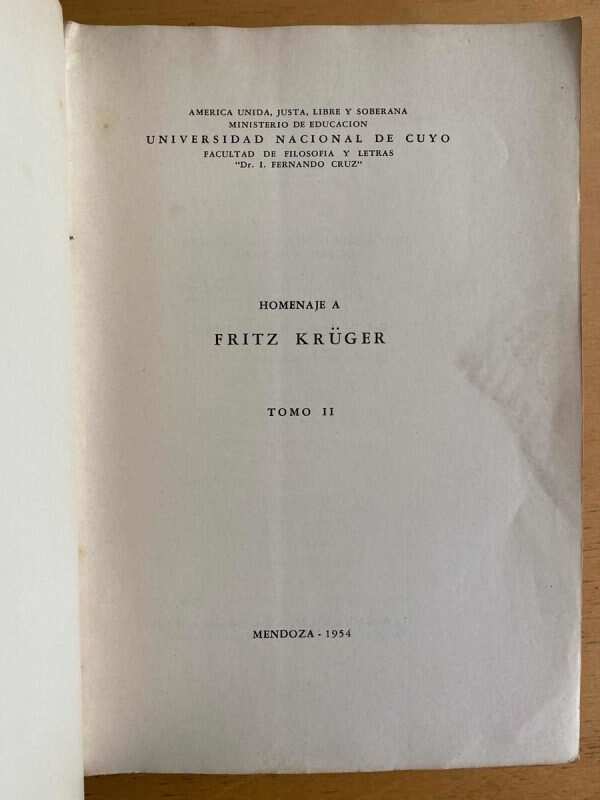 AMERICA UNIDA, JUSTA, LIBRE Y SOBERANA
MINISTERIO DE EDUCACION
UNIVERSIDAD NACIONAL DE CUYO
FACULTAD DE FILOSOFIA Y LETRAS
"Dr. I. FERNANDO CRUZ"
HOMENAJE A
FRITZ KRÜGER
TOMO II
MENDOZA - 1954